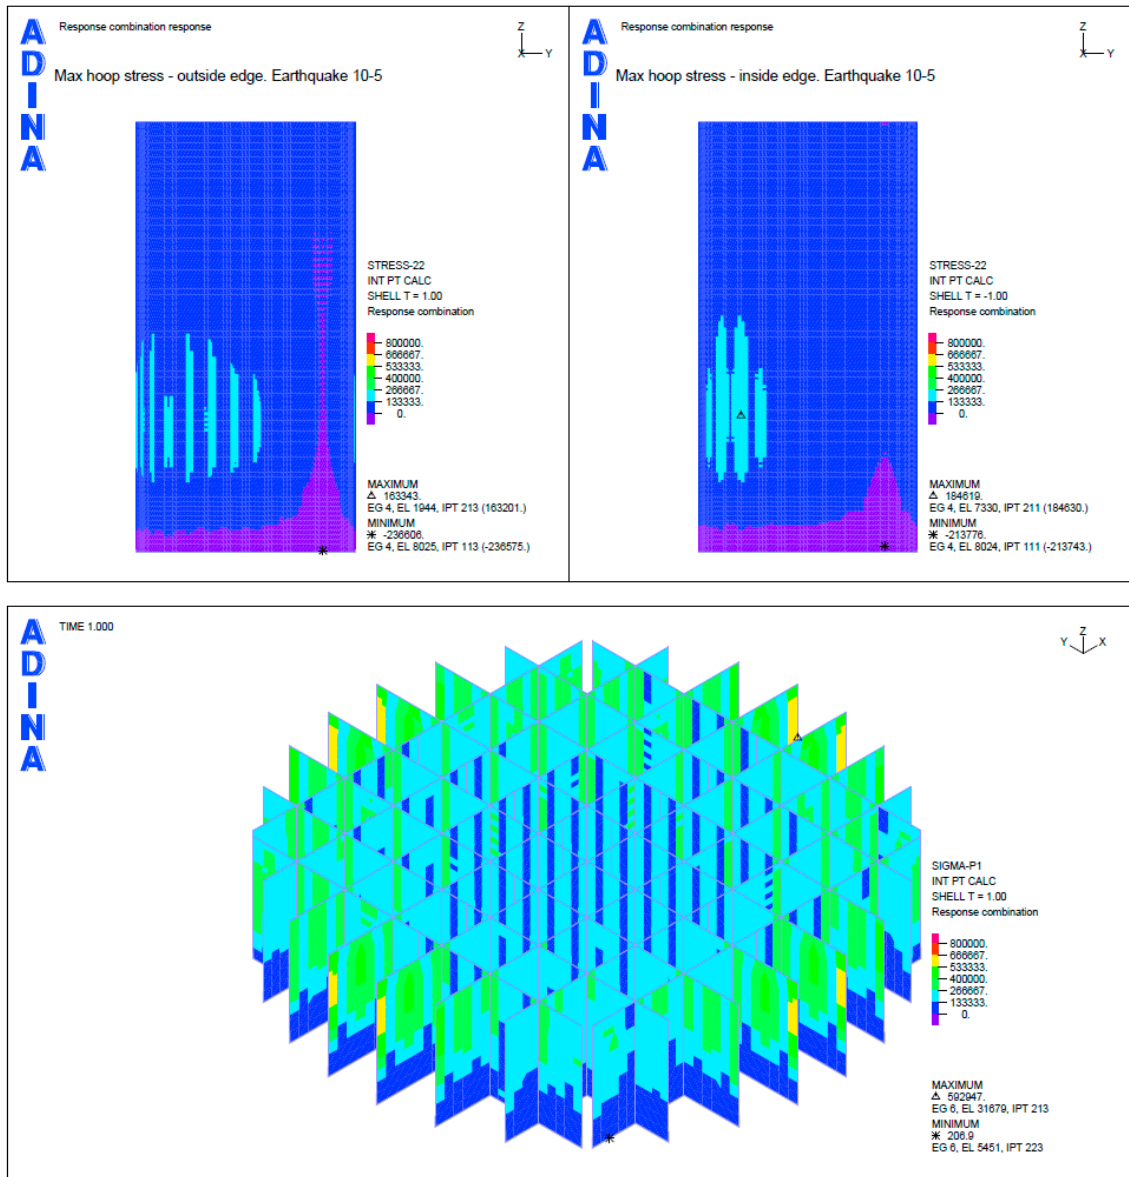 ADINA
Response combination response
Z
X Y
Max hoop stress - outside edge. Earthquake 10-5
STRESS-22
INT PT CALC
SHELL T = 1.00
Response combination
800000.
666667.
533333.
400000.
266667.
133333.
0.
MAXIMUM
163343.
EG 4, EL 1944, IPT 213 (163201.)
MINIMUM
-236606.
EG 4, EL 8025, IPT 113 (-236575.)
ADINA
Response combination response
Z
X Y
Max hoop stress - inside edge. Earthquake 10-5
STRESS-22
INT PT CALC
SHELL T = -1.00
Response combination
800000.
666667.
533333.
400000.
266667.
133333.
0.
MAXIMUM
184619.
EG 4, EL 7330, IPT 211 (184630.)
MINIMUM
-213776.
EG 4, EL 8024, IPT 111 (-213743.)
ADINA
TIME 1.000
Z
Y X
SIGMA-P1
INT PT CALC
SHELL T = 1.00
Response combination
800000.
666667.
533333.
400000.
266667.
133333.
0.
MAXIMUM
592947.
EG 6, EL 31679, IPT 213
MINIMUM
206.9
EG 6, EL 5451, IPT 223